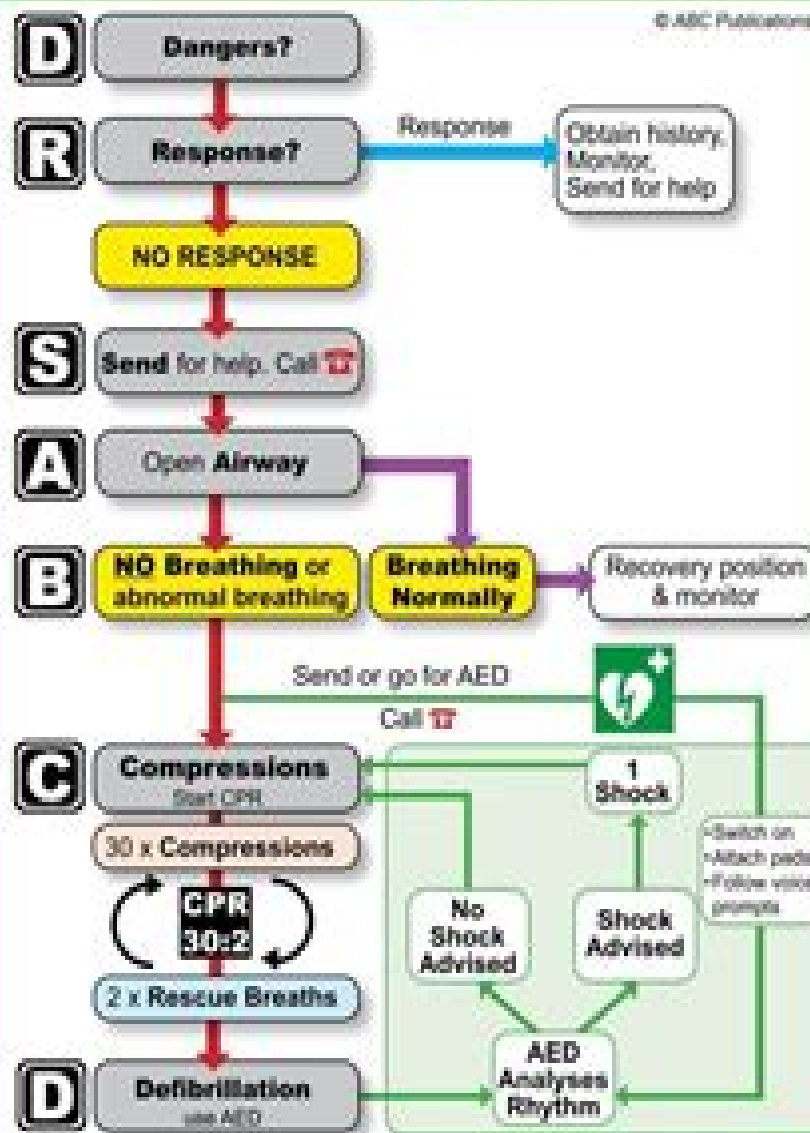 © ABC Publications
D
Dangers?
R
Response?
Response
Obtain history,
Monitor,
Send for help
NO RESPONSE
S
Send for help. Call ☎
A
Open Airway
B
NO Breathing or
abnormal breathing
Breathing
Normally
Recovery position
& monitor
Send or go for AED
Call ☎
C
Compressions
Start CPR
1
Shock
•Switch on
•Attach pads
•Follow voice
prompts
30 x Compressions
CPR
30:2
No
Shock
Advised
Shock
Advised
2 x Rescue Breaths
D
Defibrillation
use AED
AED
Analyses
Rhythm